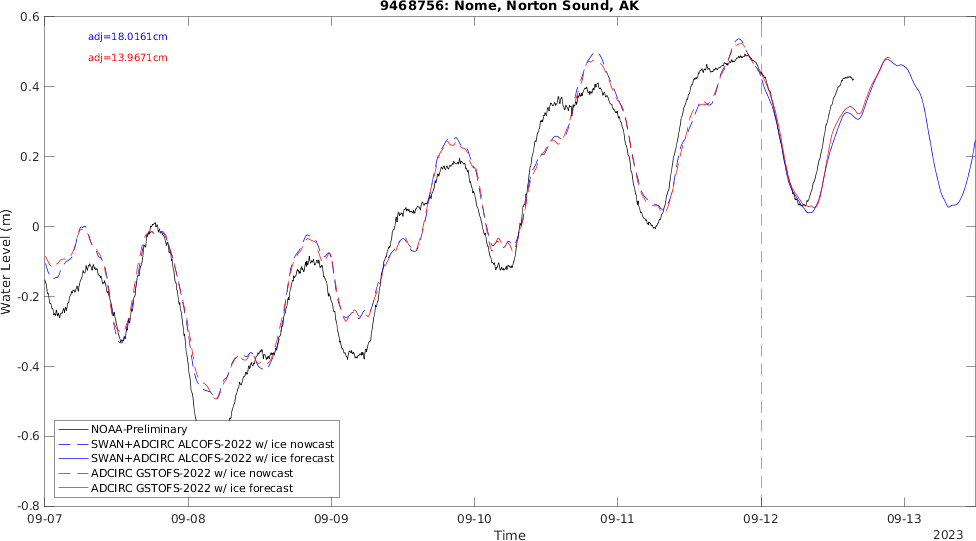 9468756: Nome, Norton Sound, AK
adj=18.0161cm
adj=13.9671cm
Water Level (m)
0.6
0.4
0.2
0
-0.2
-0.4
-0.6
-0.8
NOAA-Preliminary
SWAN+ADCIRC ALCOFS-2022 w/ ice nowcast
SWAN+ADCIRC ALCOFS-2022 w/ ice forecast
ADCIRC GSTOFS-2022 w/ ice nowcast
ADCIRC GSTOFS-2022 w/ ice forecast
09-07 09-08 09-09 09-10 09-11 09-12 09-13
Time
2023